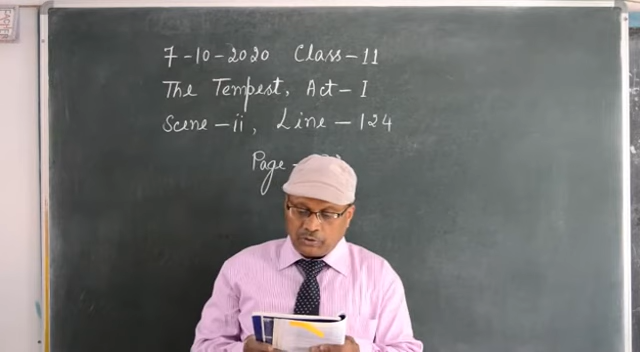 7-10-2020 Class-11
The Tempest, Act-I
Scene-ii, Line-124
Page-